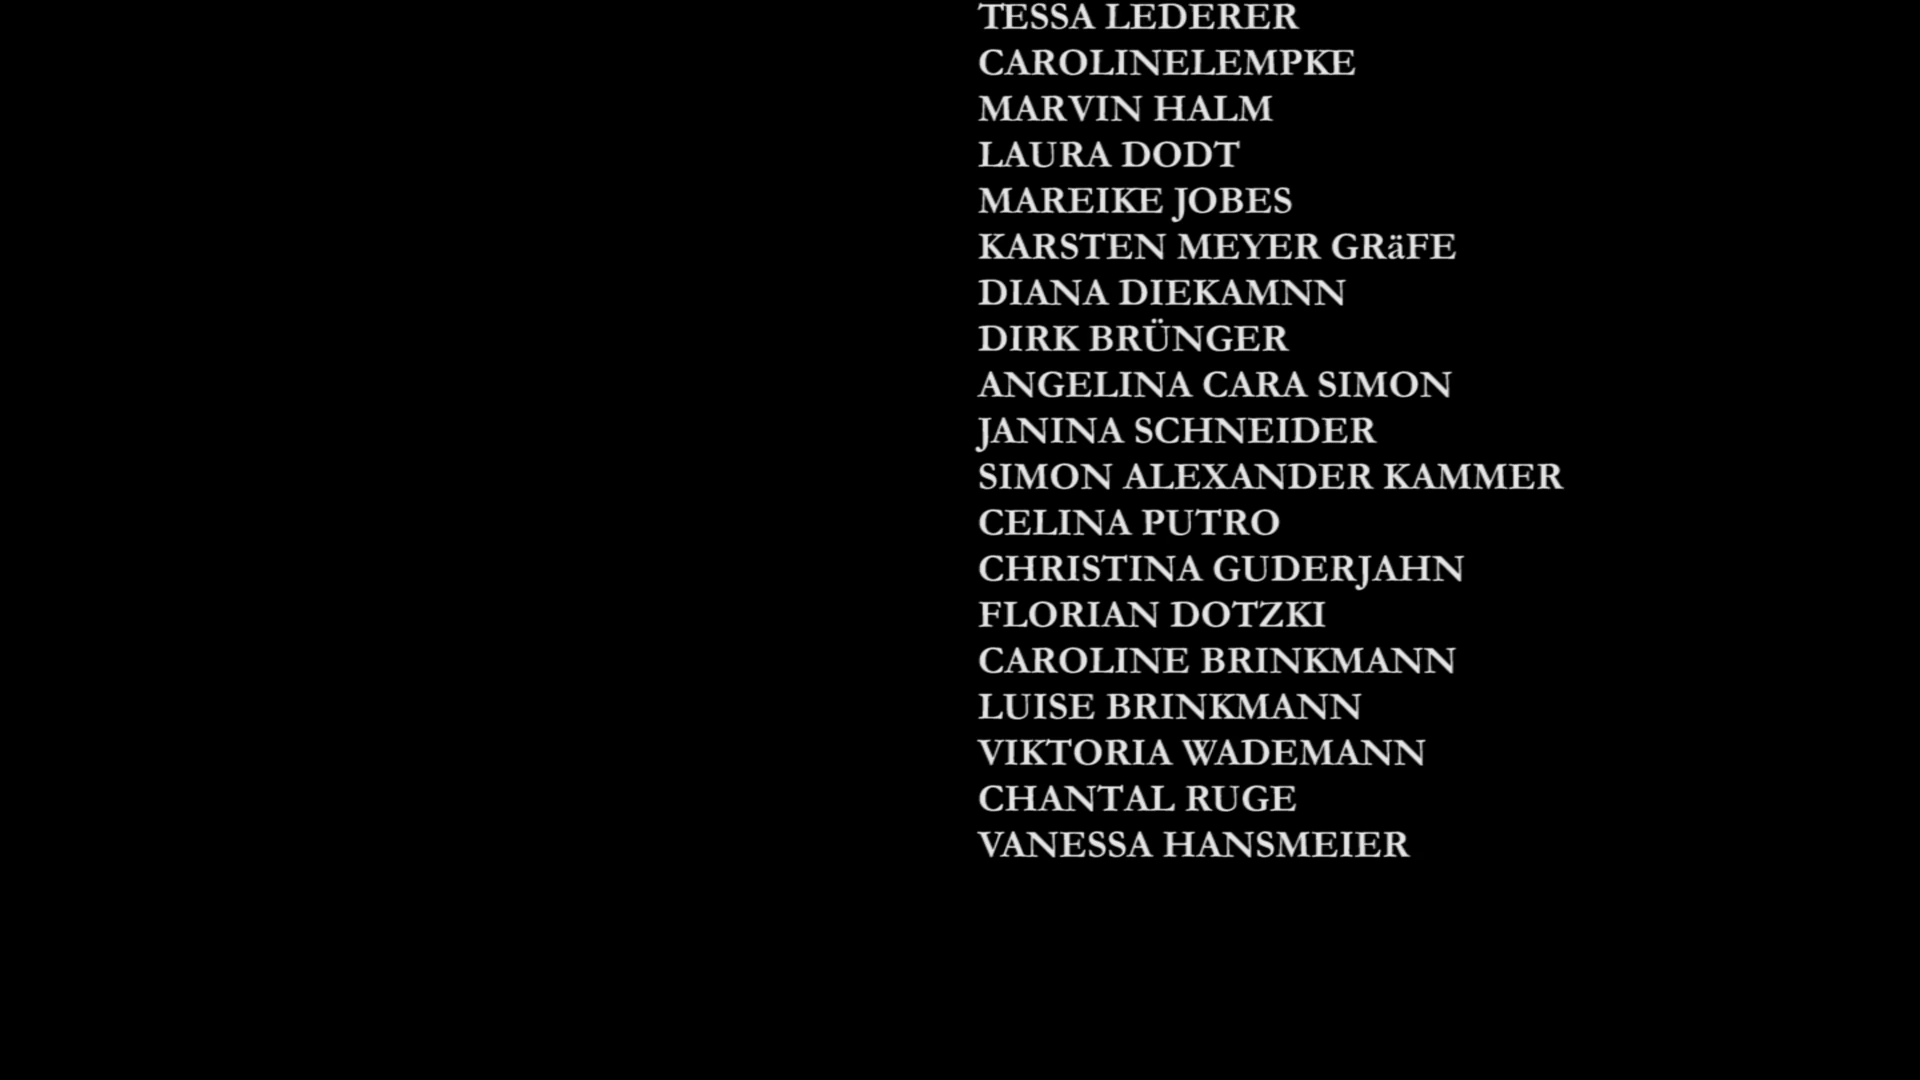 TESSA LEDERER
CAROLINELEMPKE
MARVIN HALM
LAURA DODT
MAREIKE JOBES
KARSTEN MEYER GRäFE
DIANA DIEKAMNN
DIRK BRÜNGER
ANGELINA CARA SIMON
JANINA SCHNEIDER
SIMON ALEXANDER KAMMER
CELINA PUTRO
CHRISTINA GUDERJAHN
FLORIAN DOTZKI
CAROLINE BRINKMANN
LUISE BRINKMANN
VIKTORIA WADEMANN
CHANTAL RUGE
VANESSA HANSMEIER